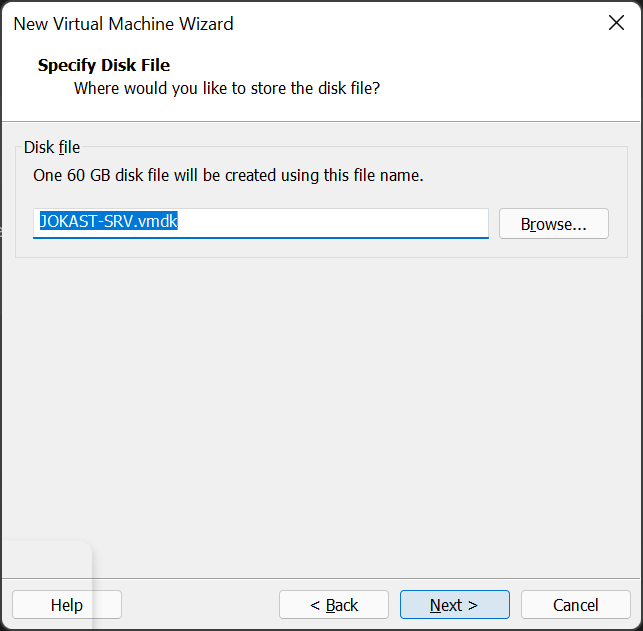 New Virtual Machine Wizard
Specify Disk File
Where would you like to store the disk file?
Disk file
One 60 GB disk file will be created using this file name.
JOKAST-SRV.vmdk
Browse...
Help
< Back
Next >
Cancel